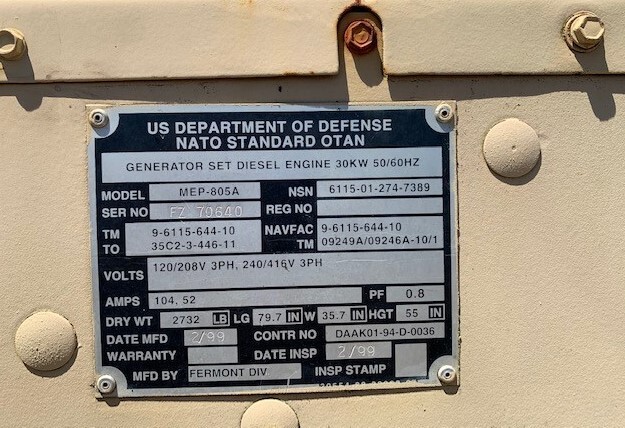 US DEPARTMENT OF DEFENSE
NATO STANDARD OTAN
GENERATOR SET DIESEL ENGINE 30KW 50/60HZ
MODEL MEP-805A NSN 6115-01-274-7389
SER NO FZ 70640 REG NO
TM 9-6115-644-10 NAVFAC 9-6115-644-10
TO 35C2-3-446-11 TM 09249A/09246A-10/1
VOLTS 120/208V 3PH, 240/416V 3PH
AMPS 104, 52 PF 0.8
DRY WT 2732 LB LG 79.7 IN W 35.7 IN HGT 55 IN
DATE MFD 2/99 CONTR NO DAAK01-94-D-0036
WARRANTY DATE INSP 2/99
MFD BY FERMONT DIV. INSP STAMP